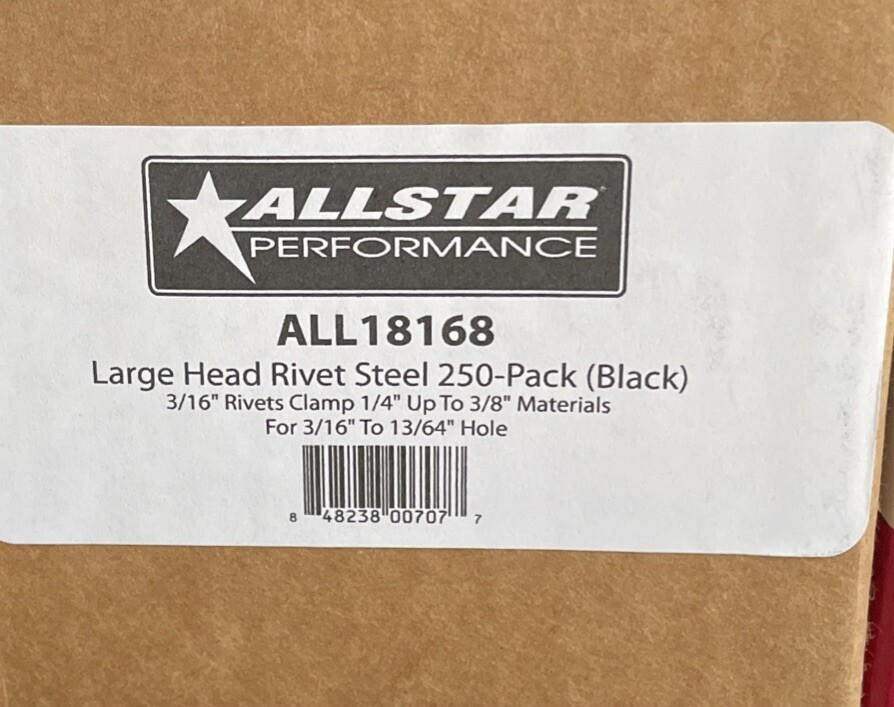 ALLSTAR
PERFORMANCE
ALL18168
Large Head Rivet Steel 250-Pack (Black)
3/16" Rivets Clamp 1/4" Up To 3/8" Materials
For 3/16" To 13/64" Hole
8 48238 00707 7